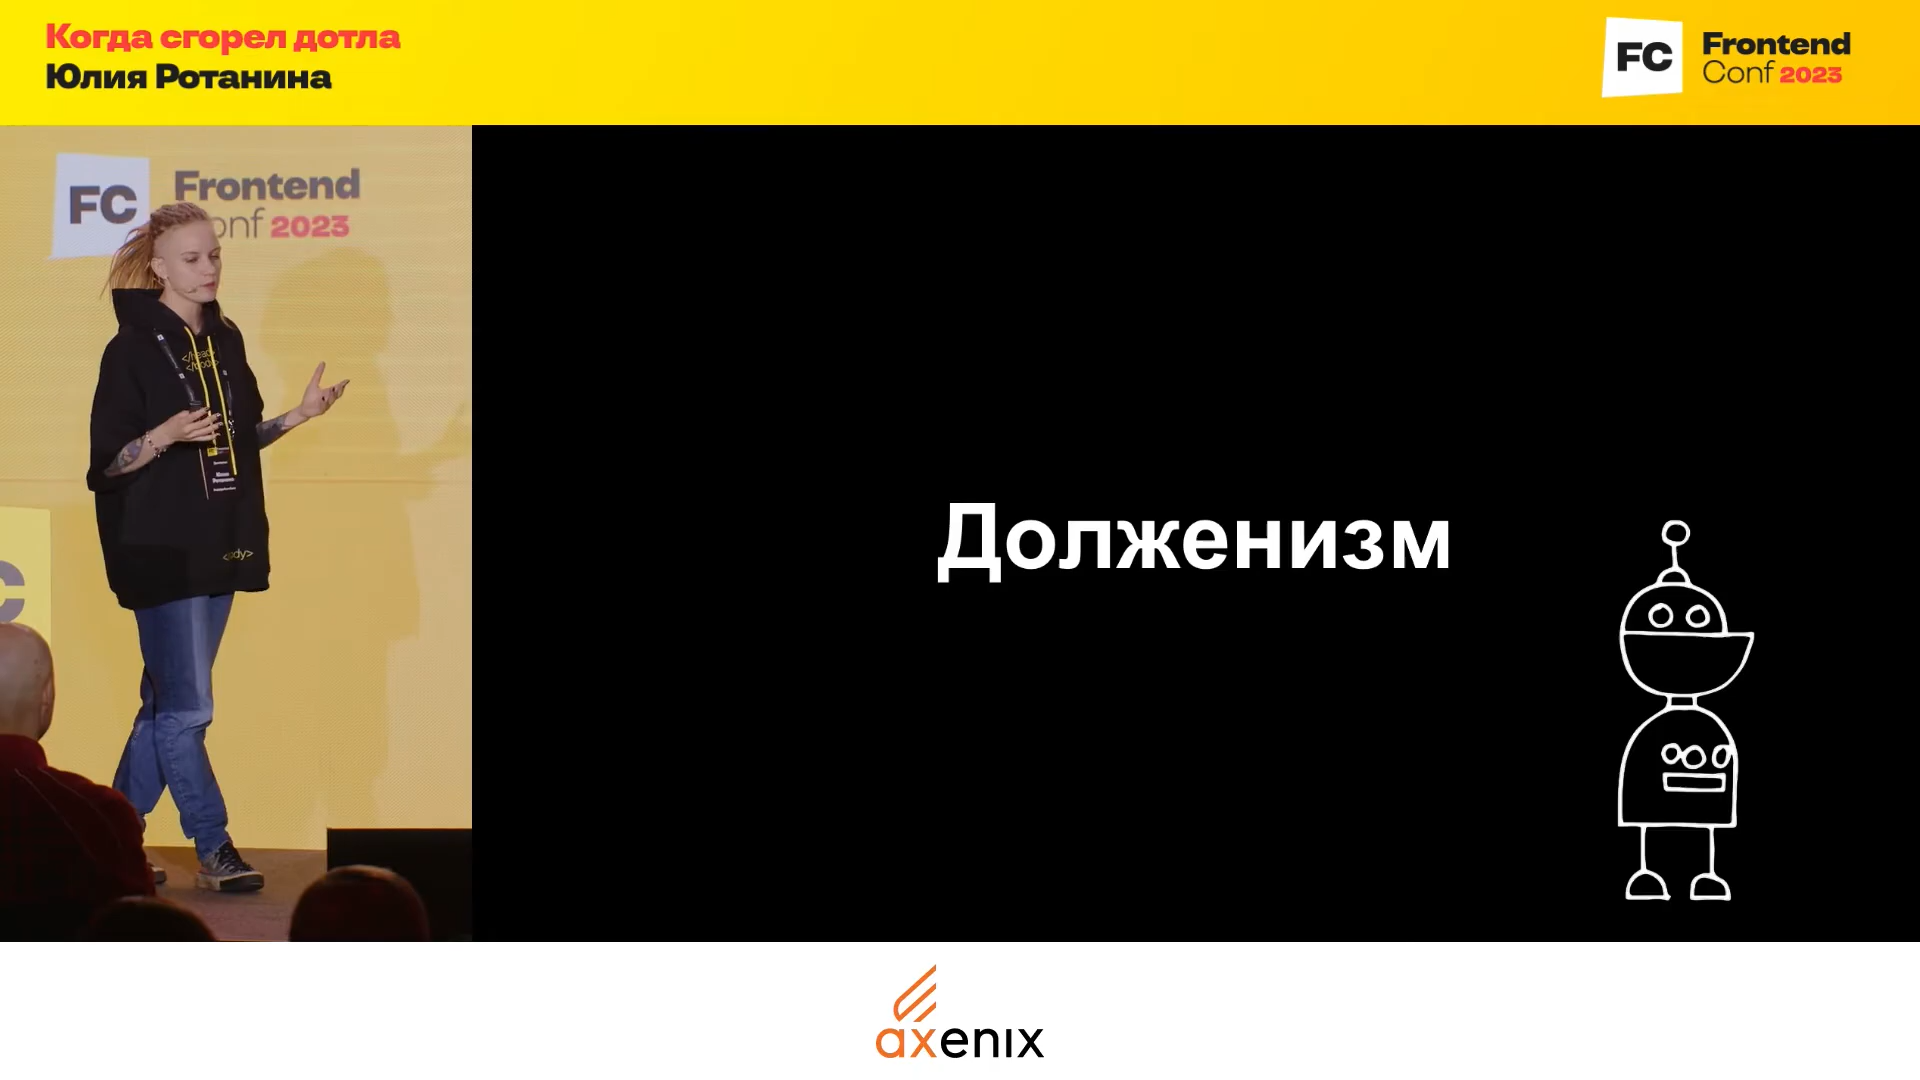 Когда сгорел дотла
Юлия Ротанина
FC
Frontend
Conf 2023
FC
Frontend
onf 2023
Долженизм
axenix